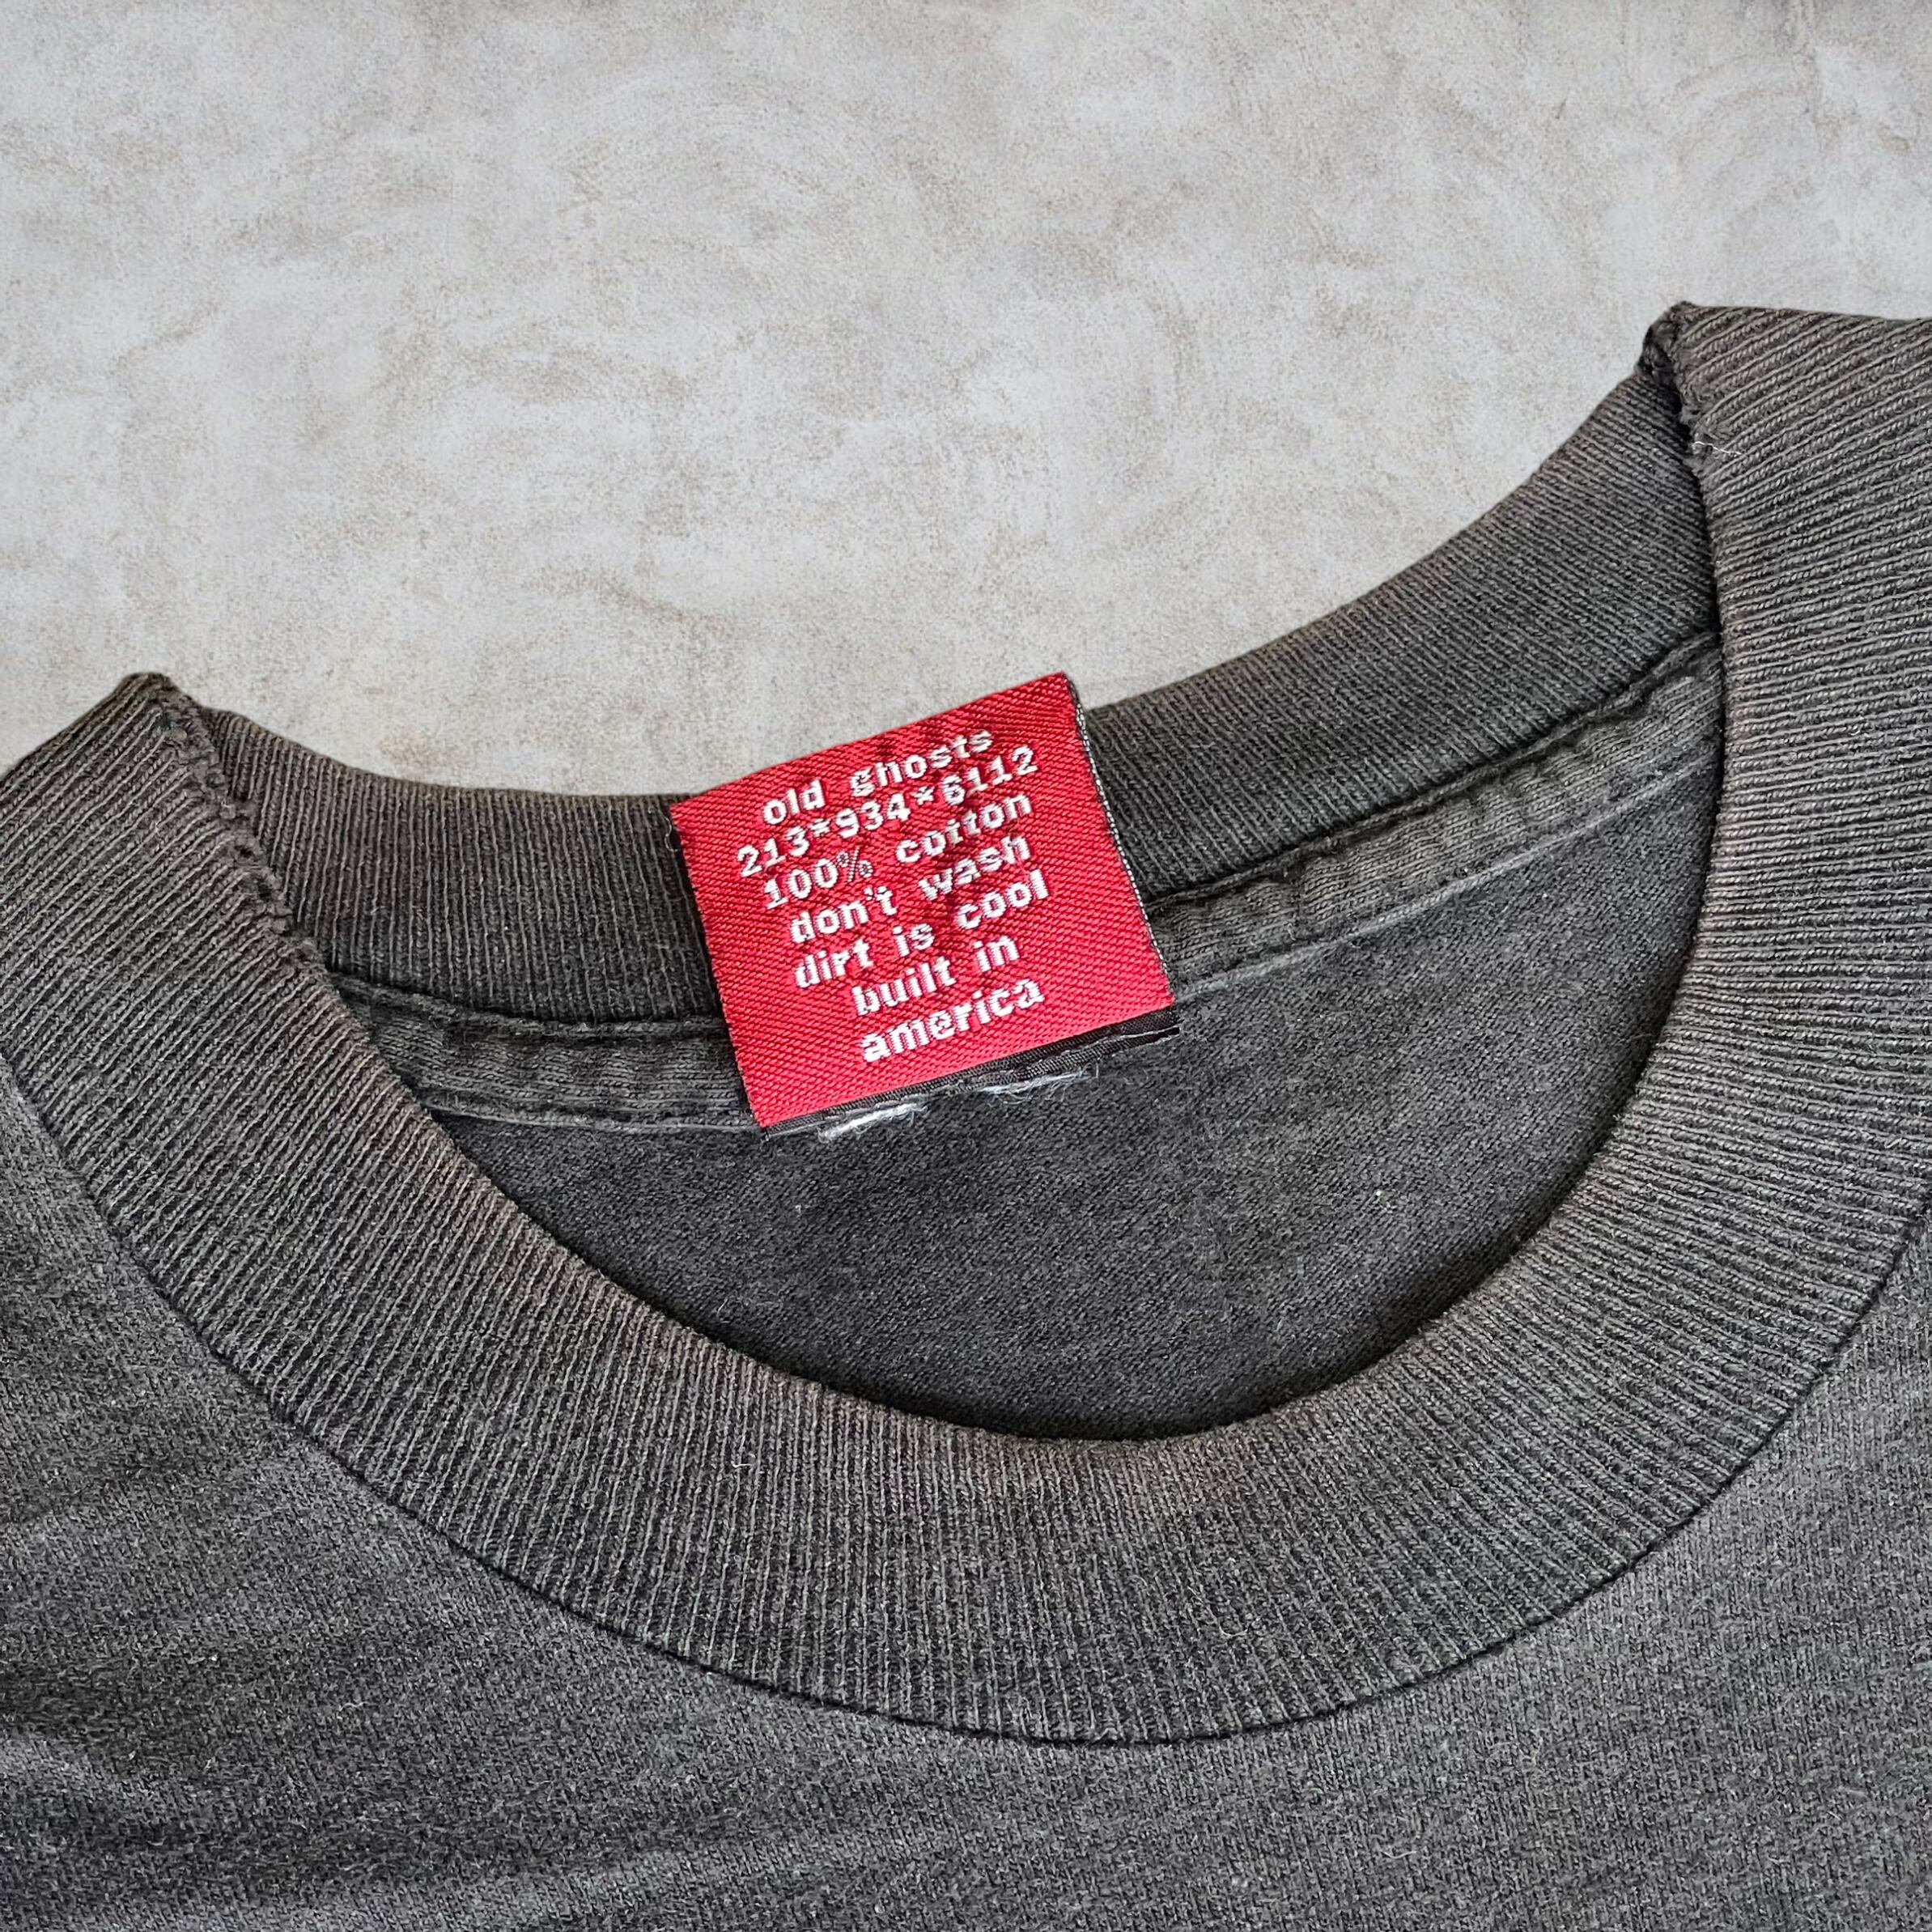 old ghosts
213*934*6112
100% cotton
don't wash
dirt is cool
built in
america